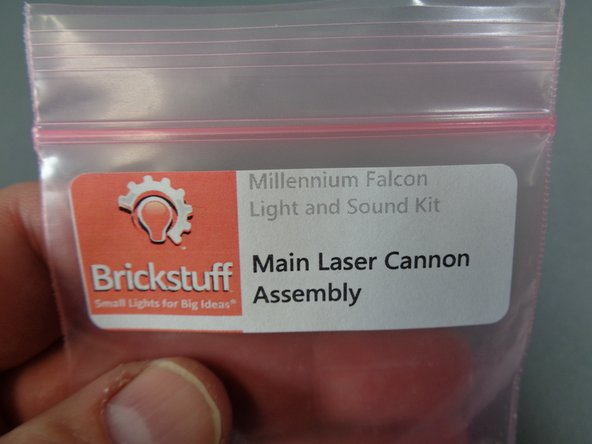 Millennium Falcon
Light and Sound Kit
Main Laser Cannon
Assembly
Brickstuff
Small Lights for Big Ideas®